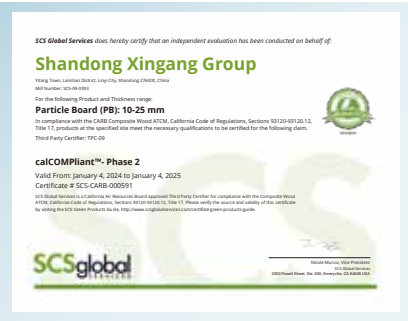 SCS Global Services does hereby certify that an independent evaluation has been conducted on behalf of:
Shandong Xingang Group
Yitang Town, Lanshan District, Linyi City, Shandong 276000, China
Mill Number: SCS-09-0093
For the following Product and Thickness range:
Particle Board (PB): 10-25 mm
In compliance with the CARB Composite Wood ATCM, California Code of Regulations, Sections 93120-93120.12,
Title 17, products at the specified site meet the necessary qualifications to be certified for the following claim.
Third Party Certifier: TPC-09
calCOMPliant™- Phase 2
Valid From: January 4, 2024 to January 4, 2025
Certificate # SCS-CARB-000591
SCS Global Services is a California Air Resources Board approved Third Party Certifier for compliance with the Composite Wood
ATCM, California Code of Regulations, Sections 93120-93120.12, Title 17. Please verify the source and validity of this certificate
by visiting the SCS Green Products Guide, http://www.scsglobalservices.com/certified-green-products-guide.
SCS
SCSglobal
SERVICES
Nicole Munoz, Vice President
SCS Global Services
2000 Powell Street, Ste. 600, Emeryville, CA 94608 USA